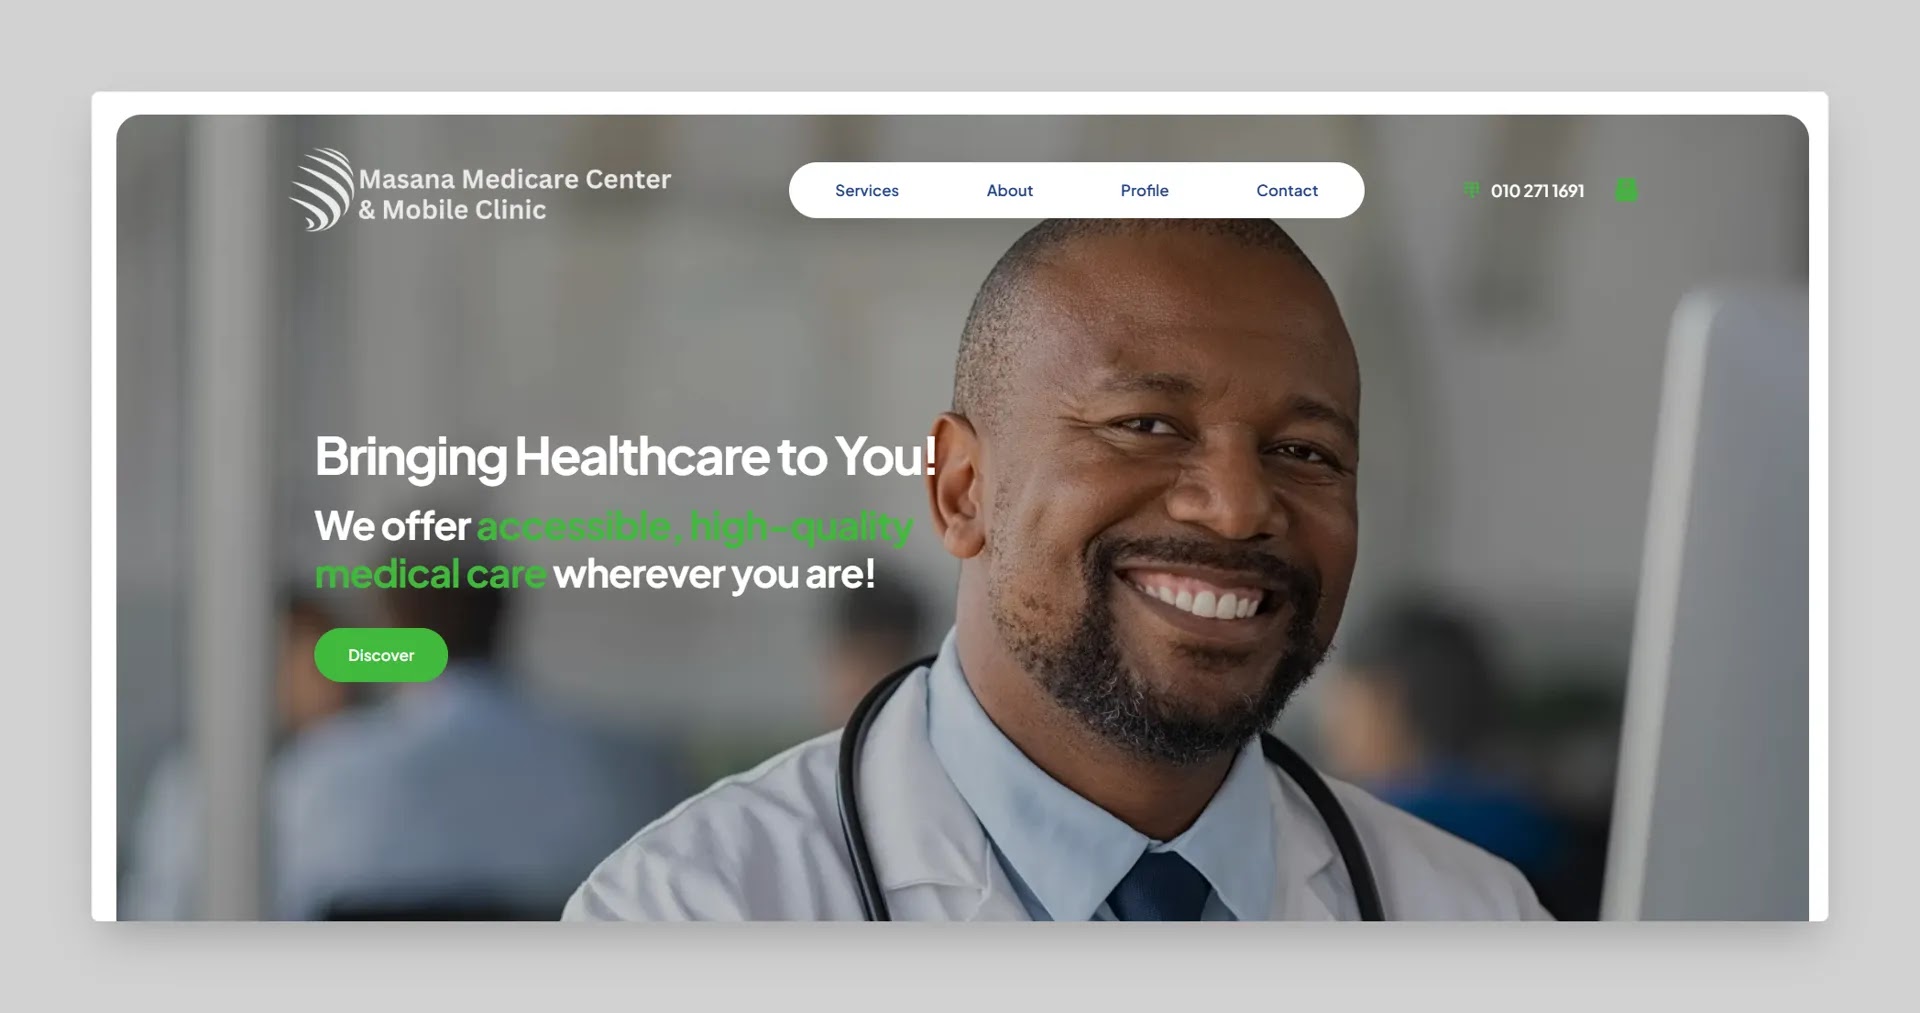 Masana Medicare Center
& Mobile Clinic
Services About Profile Contact
010 271 1691
Bringing Healthcare to You!
We offer accessible, high-quality
medical care wherever you are!
Discover